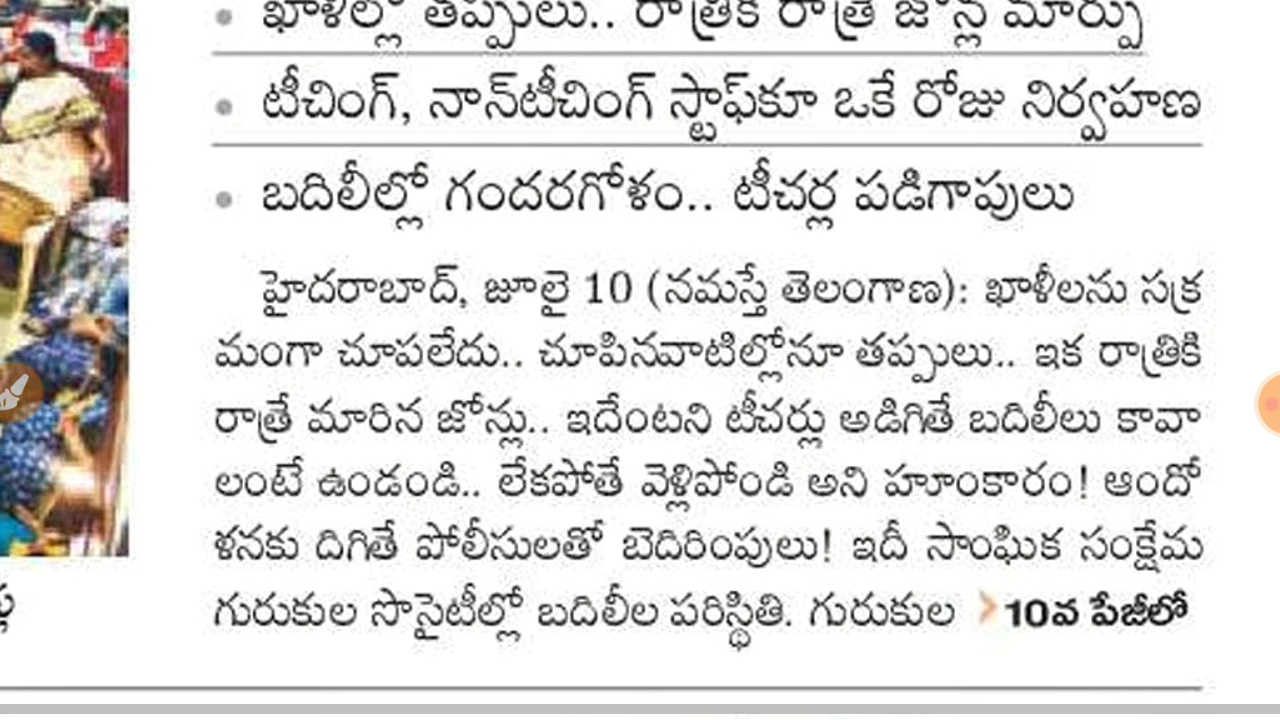 • ఖాళీల్లో తప్పులు.. రాత్రికి రాత్రే జోన్ల మార్పు
• టీచింగ్, నాన్‌టీచింగ్ స్టాఫ్‌కూ ఒకే రోజు నిర్వహణ
• బదిలీల్లో గందరగోళం.. టీచర్ల పడిగాపులు
హైదరాబాద్, జూలై 10 (నమస్తే తెలంగాణ): ఖాళీలను సక్ర
మంగా చూపలేదు.. చూపినవాటిల్లోనూ తప్పులు.. ఇక రాత్రికి
రాత్రే మారిన జోన్లు.. ఇదేంటని టీచర్లు అడిగితే బదిలీలు కావా
లంటే ఉండండి.. లేకపోతే వెళ్లిపోండి అని హూంకారం! ఆందో
ళనకు దిగితే పోలీసులతో బెదిరింపులు! ఇదీ సాంఘిక సంక్షేమ
గురుకుల సొసైటీల్లో బదిలీల పరిస్థితి. గురుకుల > 10వ పేజీలో